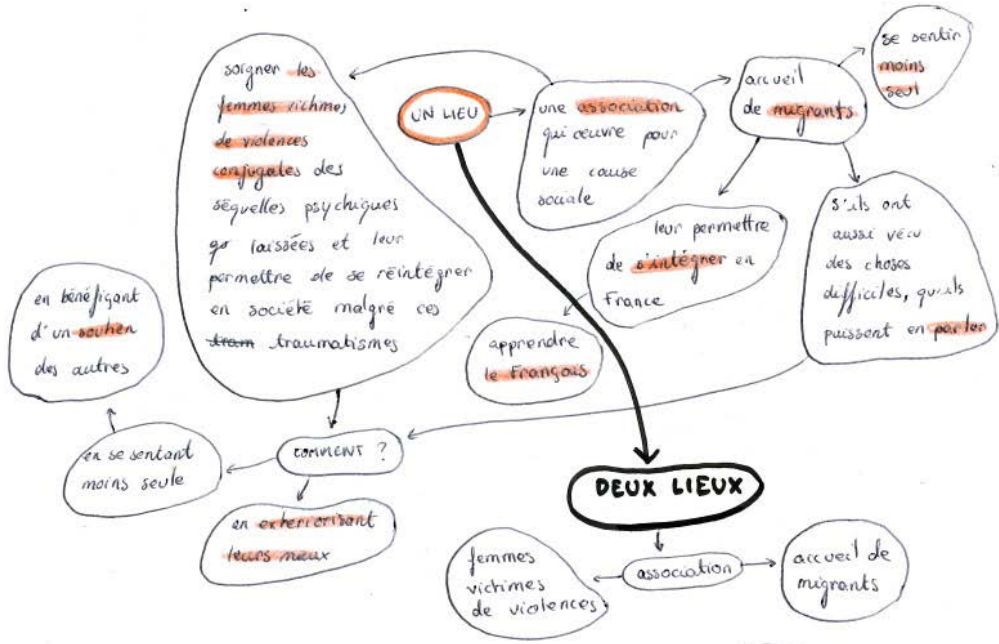 soigner les
femmes victimes
de violences
conjugales des
séquelles psychiques
laissées et leur
permettre de se réintégrer
en société malgré ces
traumatismes
UN LIEU
une association
qui œuvre pour
une cause
sociale
accueil
de migrants
se sentir
moins
seul
leur permettre
de s'intégrer en
France
apprendre
le Français
s'ils ont
aussi vécu
des choses
difficiles, qu'ils
puissent en parler
COMMENT ?
en se sentant
moins seule
en bénéfiçant
d'un soutien
des autres
en exteriorisant
leurs maux
DEUX LIEUX
association
femmes
victimes
de violences
accueil de
migrants